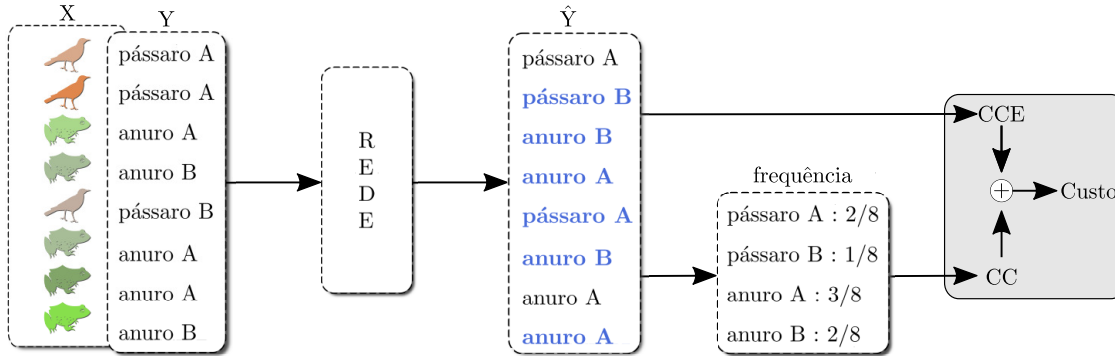 X
Y
pássaro A
pássaro A
anuro A
anuro B
pássaro B
anuro A
anuro A
anuro B
R
E
D
E
Ŷ
pássaro A
pássaro B
anuro B
anuro A
pássaro A
anuro B
anuro A
anuro A
frequência
pássaro A : 2/8
pássaro B : 1/8
anuro A : 3/8
anuro B : 2/8
CCE
+
Custo
CC